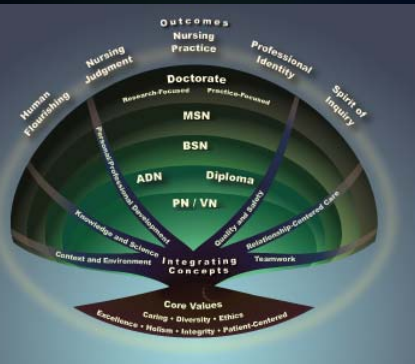 Outcomes
Nursing
Practice
Nursing
Judgment
Professional
Identity
Human
Flourishing
Spirit of
Inquiry
Doctorate
Research-Focused Practice-Focused
MSN
BSN
ADN Diploma
PN / VN
Personal/Professional Development
Quality and Safety
Knowledge and Science
Relationship-Centered Care
Context and Environment
Teamwork
Integrating
Concepts
Core Values
Caring • Diversity • Ethics
Excellence • Holism • Integrity • Patient-Centered